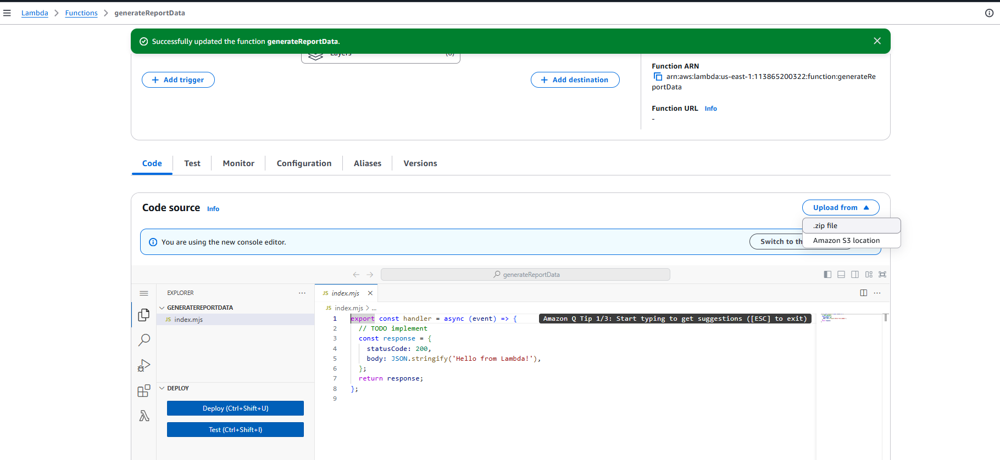 Lambda > Functions > generateReportData
Successfully updated the function generateReportData.
Layers (0)
Add trigger
Add destination
Function ARN
arn:aws:lambda:us-east-1:113865200322:function:generateRe
portData
Function URL Info
-
Code Test Monitor Configuration Aliases Versions
Code source Info
Upload from
.zip file
Amazon S3 location
You are using the new console editor.
Switch to th
generateReportData
EXPLORER ...
GENERATEREPORTDATA
JS index.mjs
DEPLOY
Deploy (Ctrl+Shift+U)
Test (Ctrl+Shift+I)
JS index.mjs
JS index.mjs > ...
1 export const handler = async (event) => { Amazon Q Tip 1/3: Start typing to get suggestions ([ESC] to exit)
2 // TODO implement
3 const response = {
4 statusCode: 200,
5 body: JSON.stringify('Hello from Lambda!'),
6 };
7 return response;
8 };
9